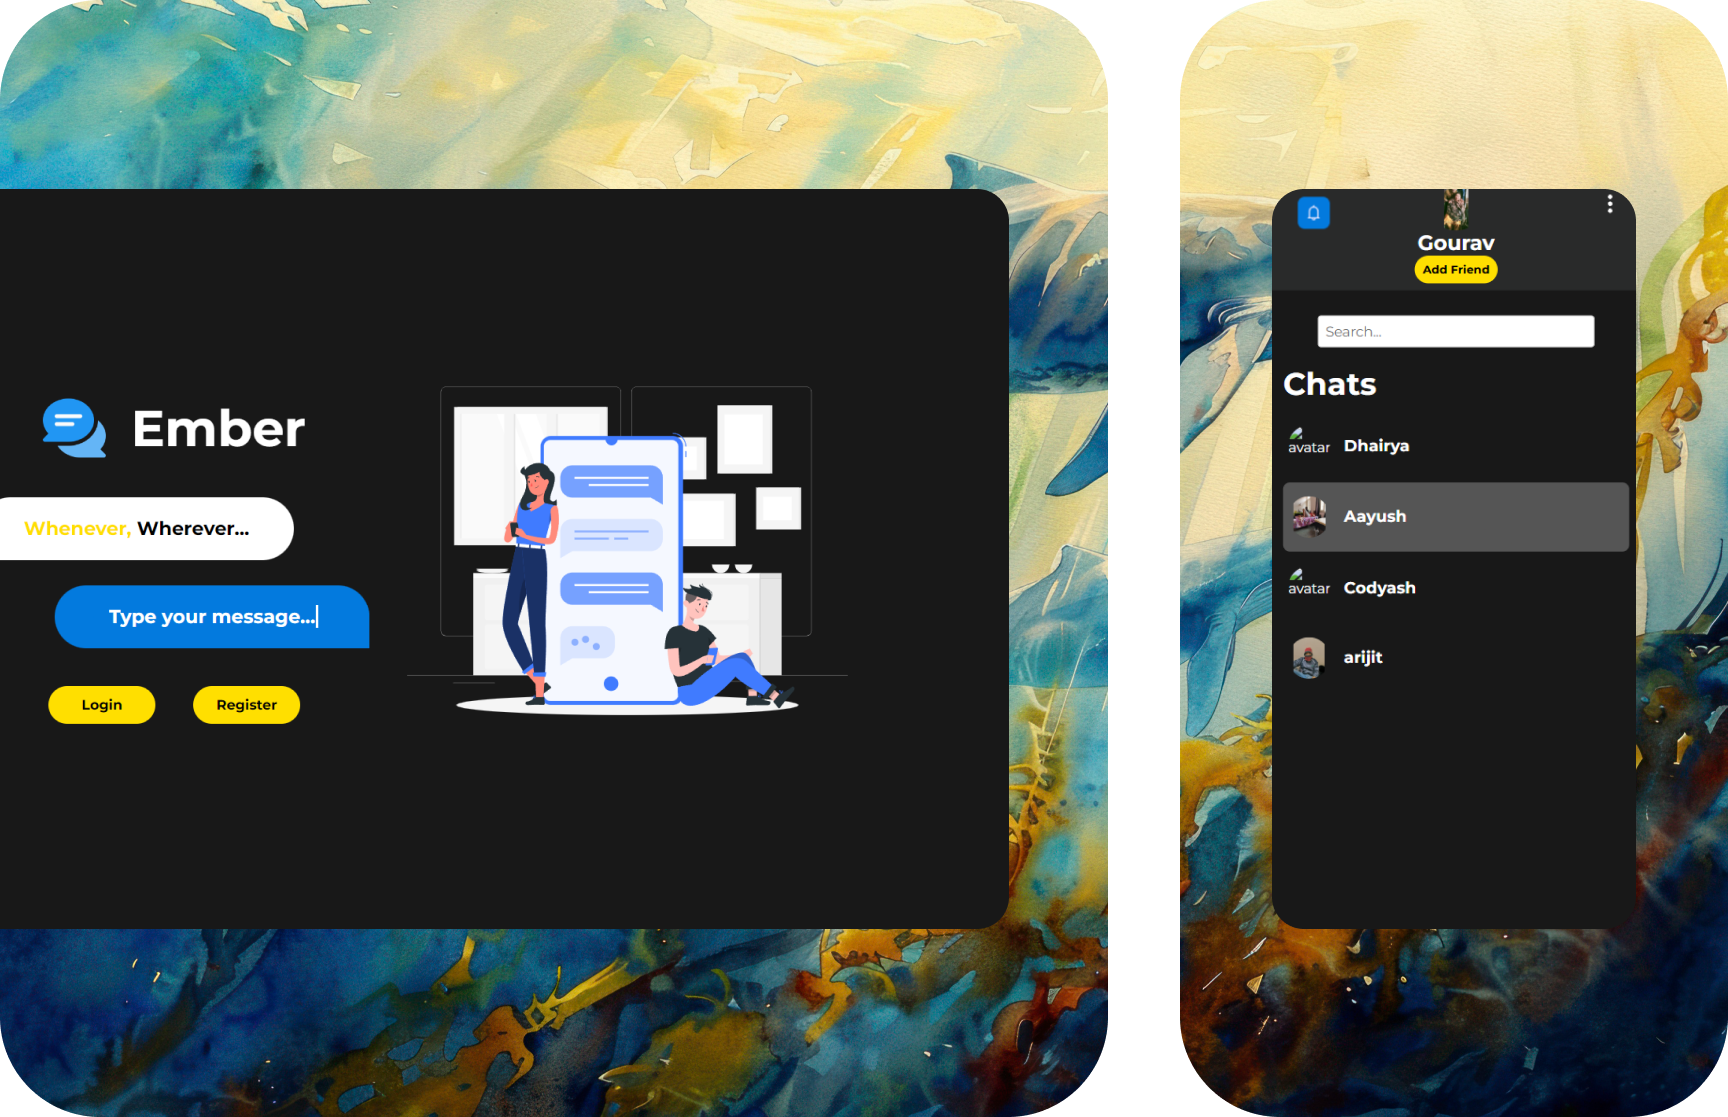 Ember
Whenever, Wherever...
Type your message...
Login
Register
Gourav
Add Friend
Search...
Chats
avatar
Dhairya
Aayush
avatar
Codyash
arijit